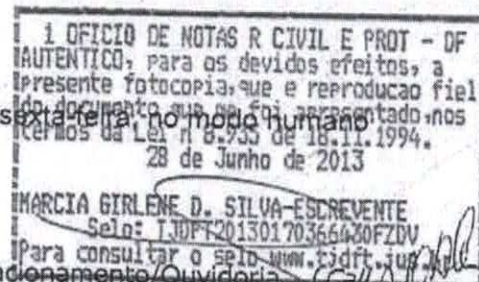 1 OFICIO DE NOTAS R CIVIL E PROT - DF
AUTENTICO, para os devidos efeitos, a
presente fotocopia,que e reproducao fiel
do documento que me foi apresentado,nos
sexta-feira, no modo humano
termos da Lei n 8.935 de 18.11.1994.
28 de Junho de 2013
MARCIA GIRLENE D. SILVA-ESCREVENTE
Selo: TJDFT20130170366430FZDV
Para consultar o selo www.tjdft.jus
cionamento/Ouvidoria